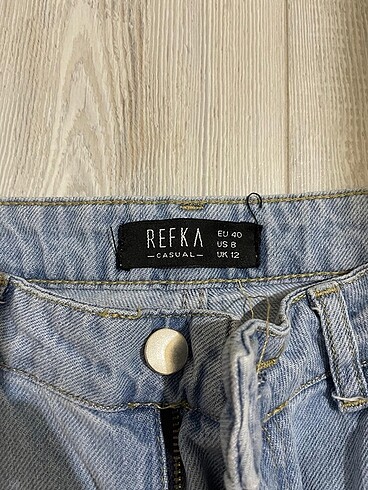 REFKA
CASUAL
EU 40
US 8
UK 12